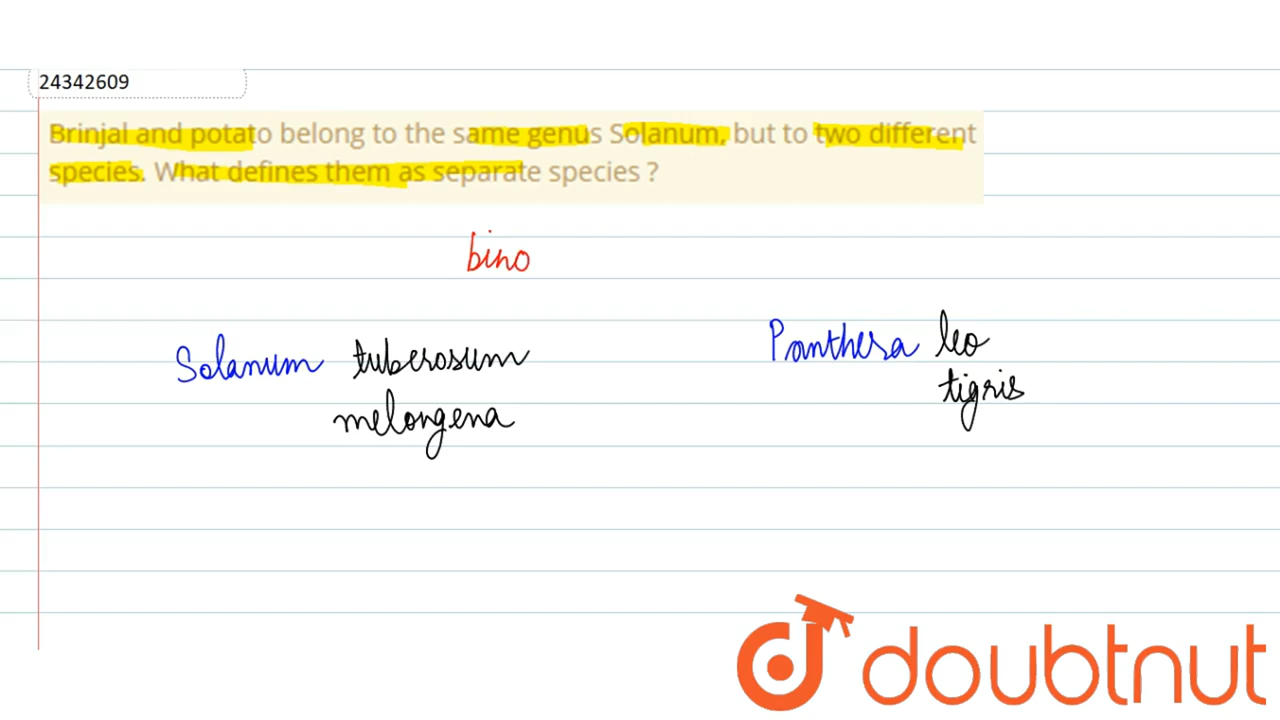 24342609
Brinjal and potato belong to the same genus Solanum, but to two different
species. What defines them as separate species ?
bino
Solanum tuberosum
melongena
Panthera leo
tigris
doubtnut